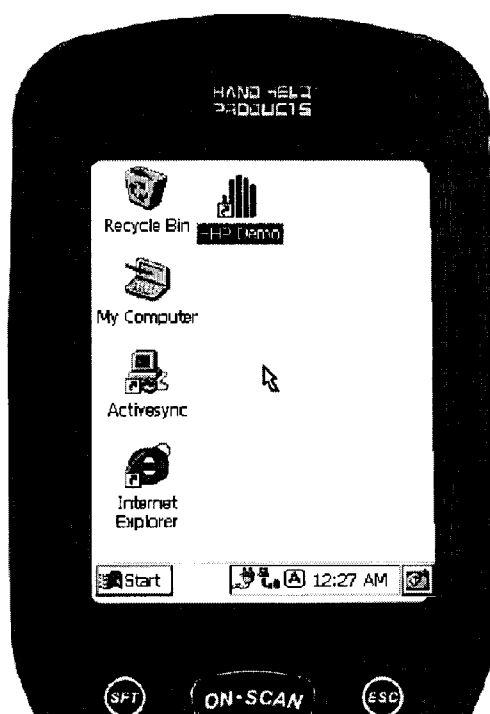 HAND HELD
PRODUCTS
Recycle Bin
HHP Demo
My Computer
Activesync
Internet
Explorer
Start
A 12:27 AM
SFT
ON-SCAN
ESC